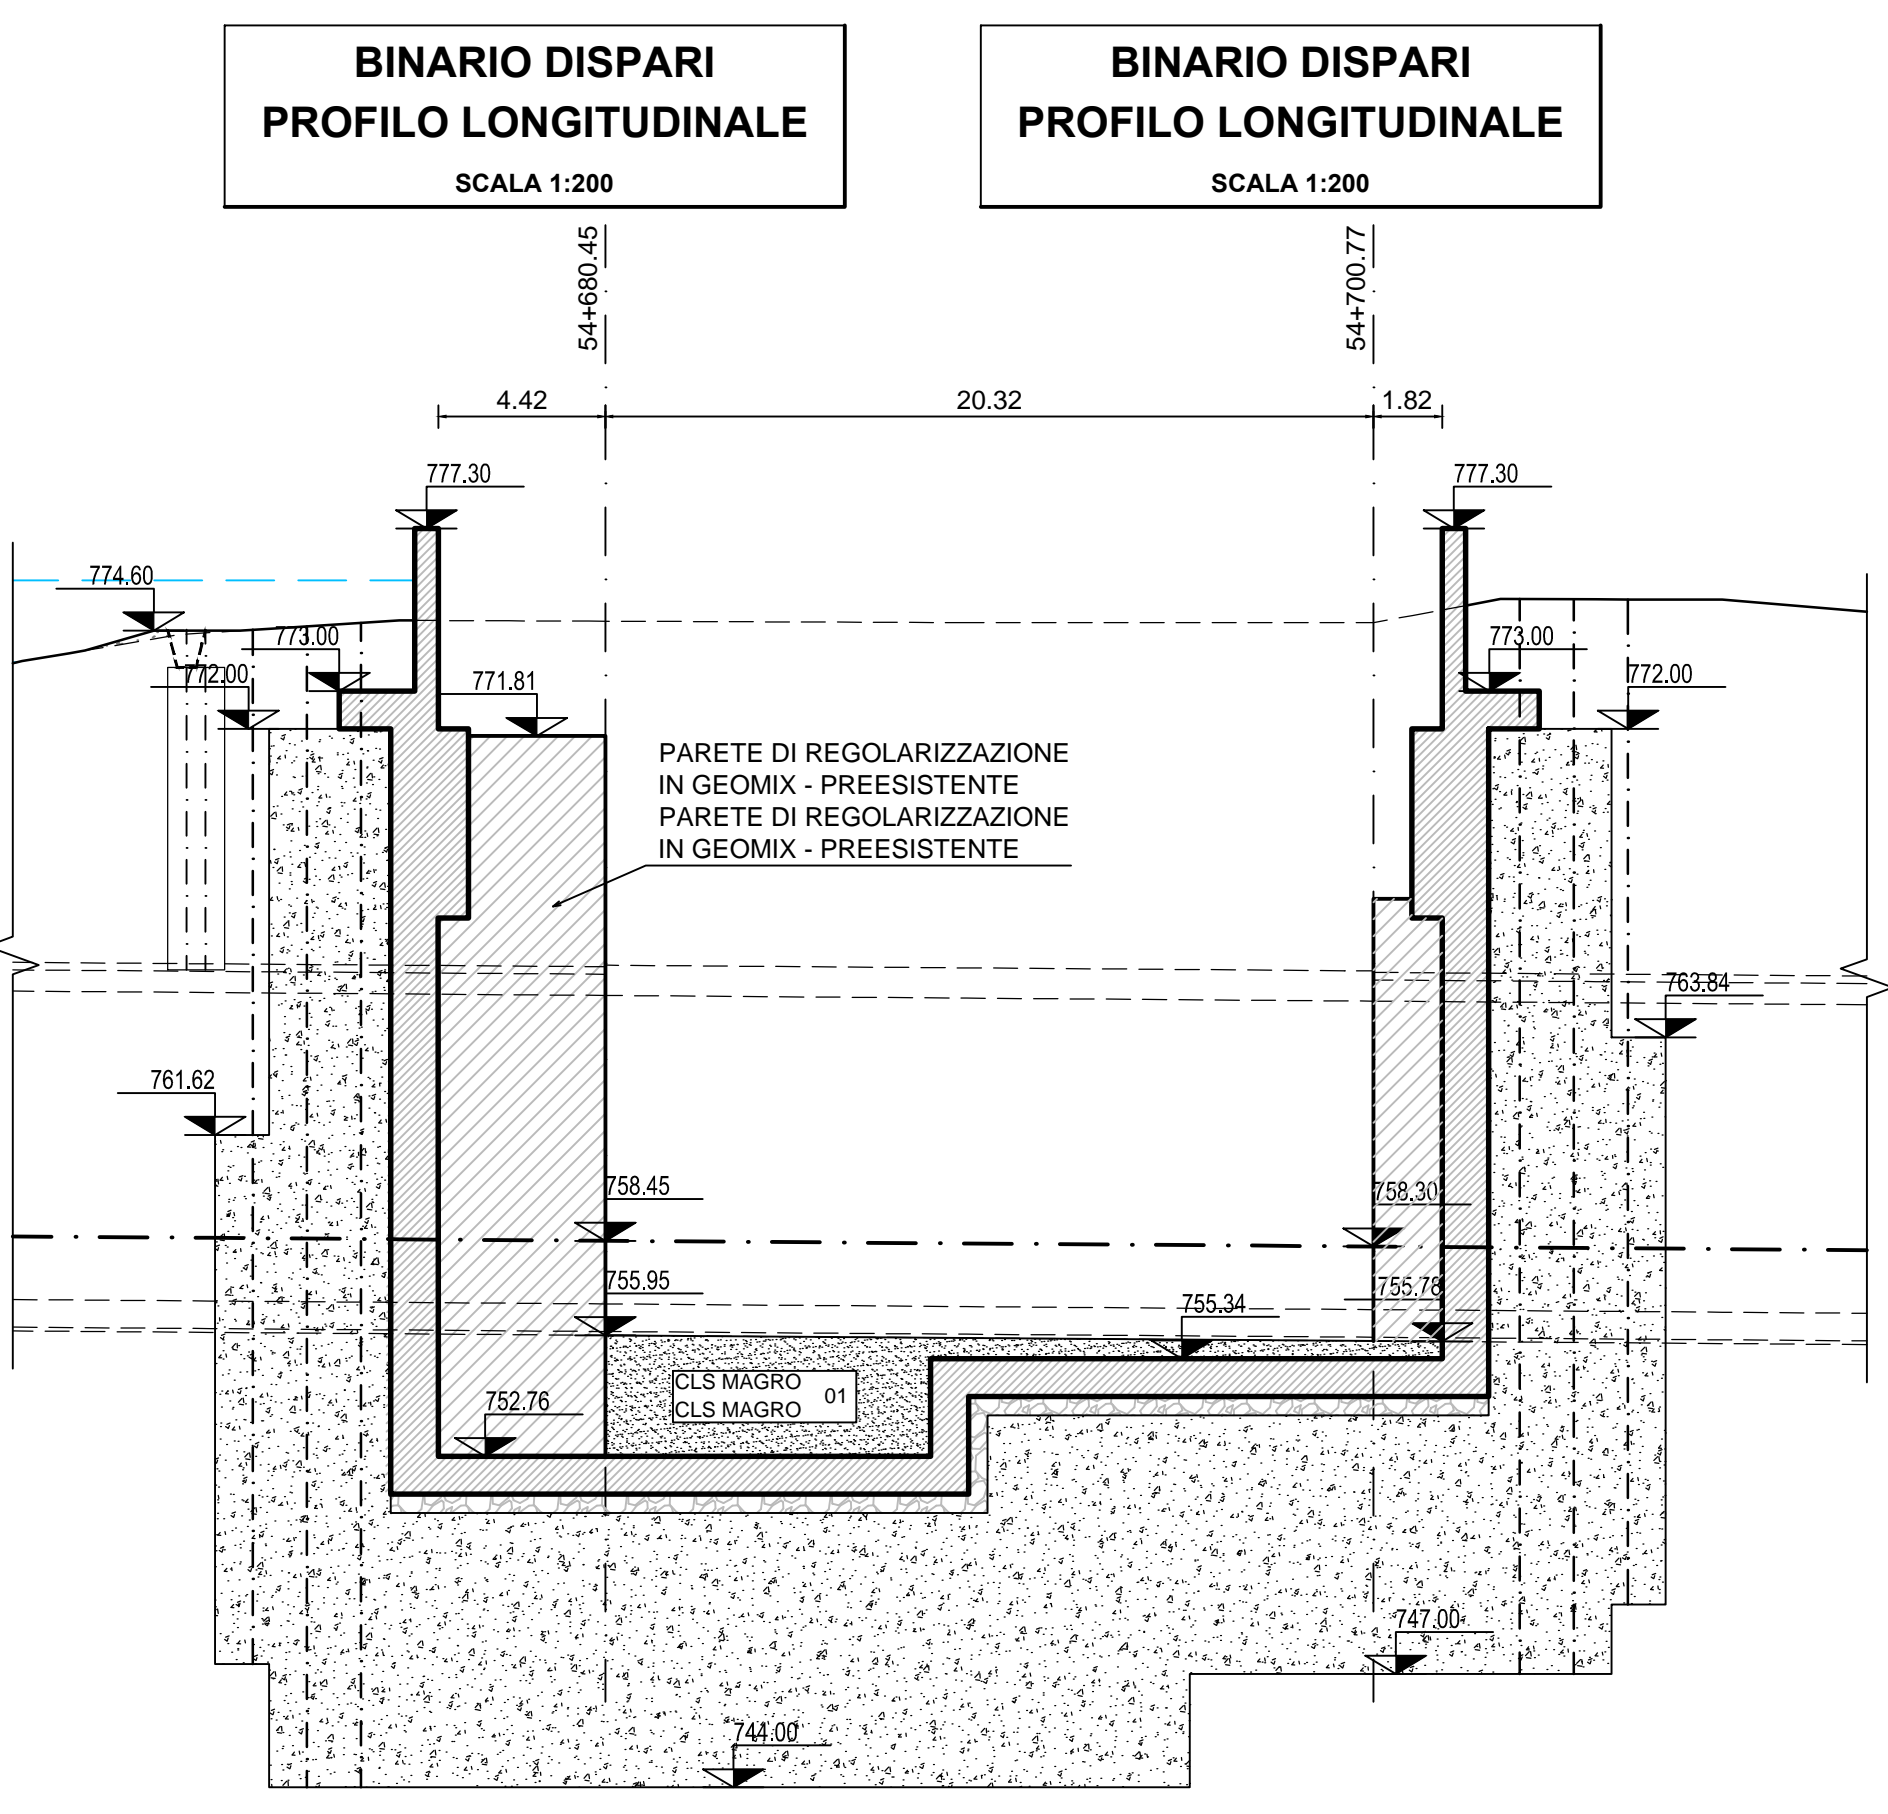 BINARIO DISPARI
PROFILO LONGITUDINALE
SCALA 1:200
BINARIO DISPARI
PROFILO LONGITUDINALE
SCALA 1:200
54+680.45
54+700.77
4.42
20.32
1.82
777.30
777.30
774.60
773.00
773.00
772.00
771.81
772.00
PARETE DI REGOLARIZZAZIONE
IN GEOMIX - PREESISTENTE
PARETE DI REGOLARIZZAZIONE
IN GEOMIX - PREESISTENTE
763.84
761.62
758.45
758.30
755.95
755.78
755.34
CLS MAGRO
CLS MAGRO
01
752.76
747.00
744.00